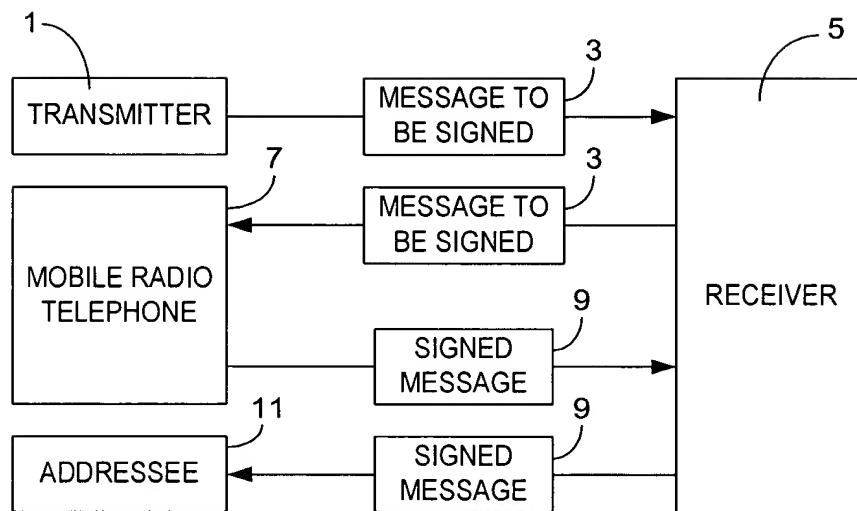 1
3
5
TRANSMITTER
MESSAGE TO
BE SIGNED
7
3
MESSAGE TO
BE SIGNED
MOBILE RADIO
TELEPHONE
RECEIVER
9
SIGNED
MESSAGE
11
9
ADDRESSEE
SIGNED
MESSAGE